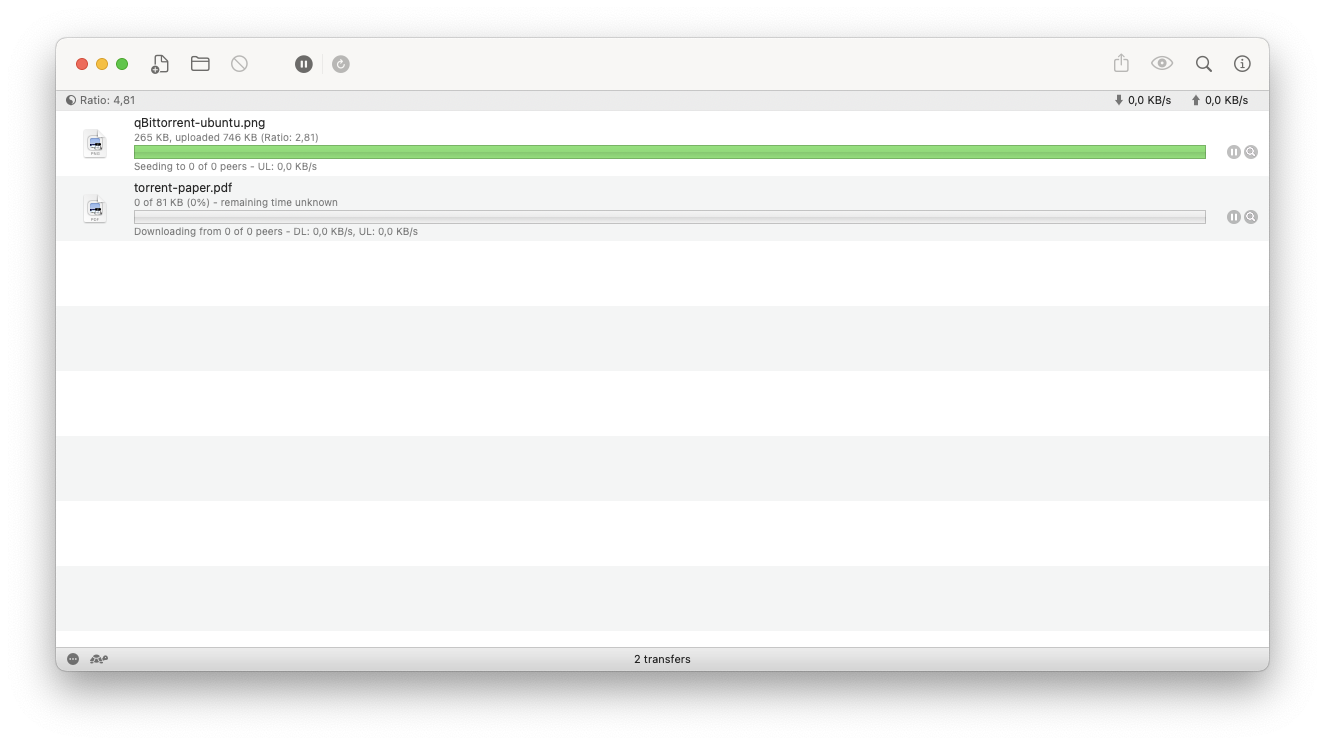 Ratio: 4,81
0,0 KB/s
0,0 KB/s
qBittorrent-ubuntu.png
265 KB, uploaded 746 KB (Ratio: 2,81)
PNG
Seeding to 0 of 0 peers - UL: 0,0 KB/s
torrent-paper.pdf
0 of 81 KB (0%) - remaining time unknown
PDF
Downloading from 0 of 0 peers - DL: 0,0 KB/s, UL: 0,0 KB/s
2 transfers